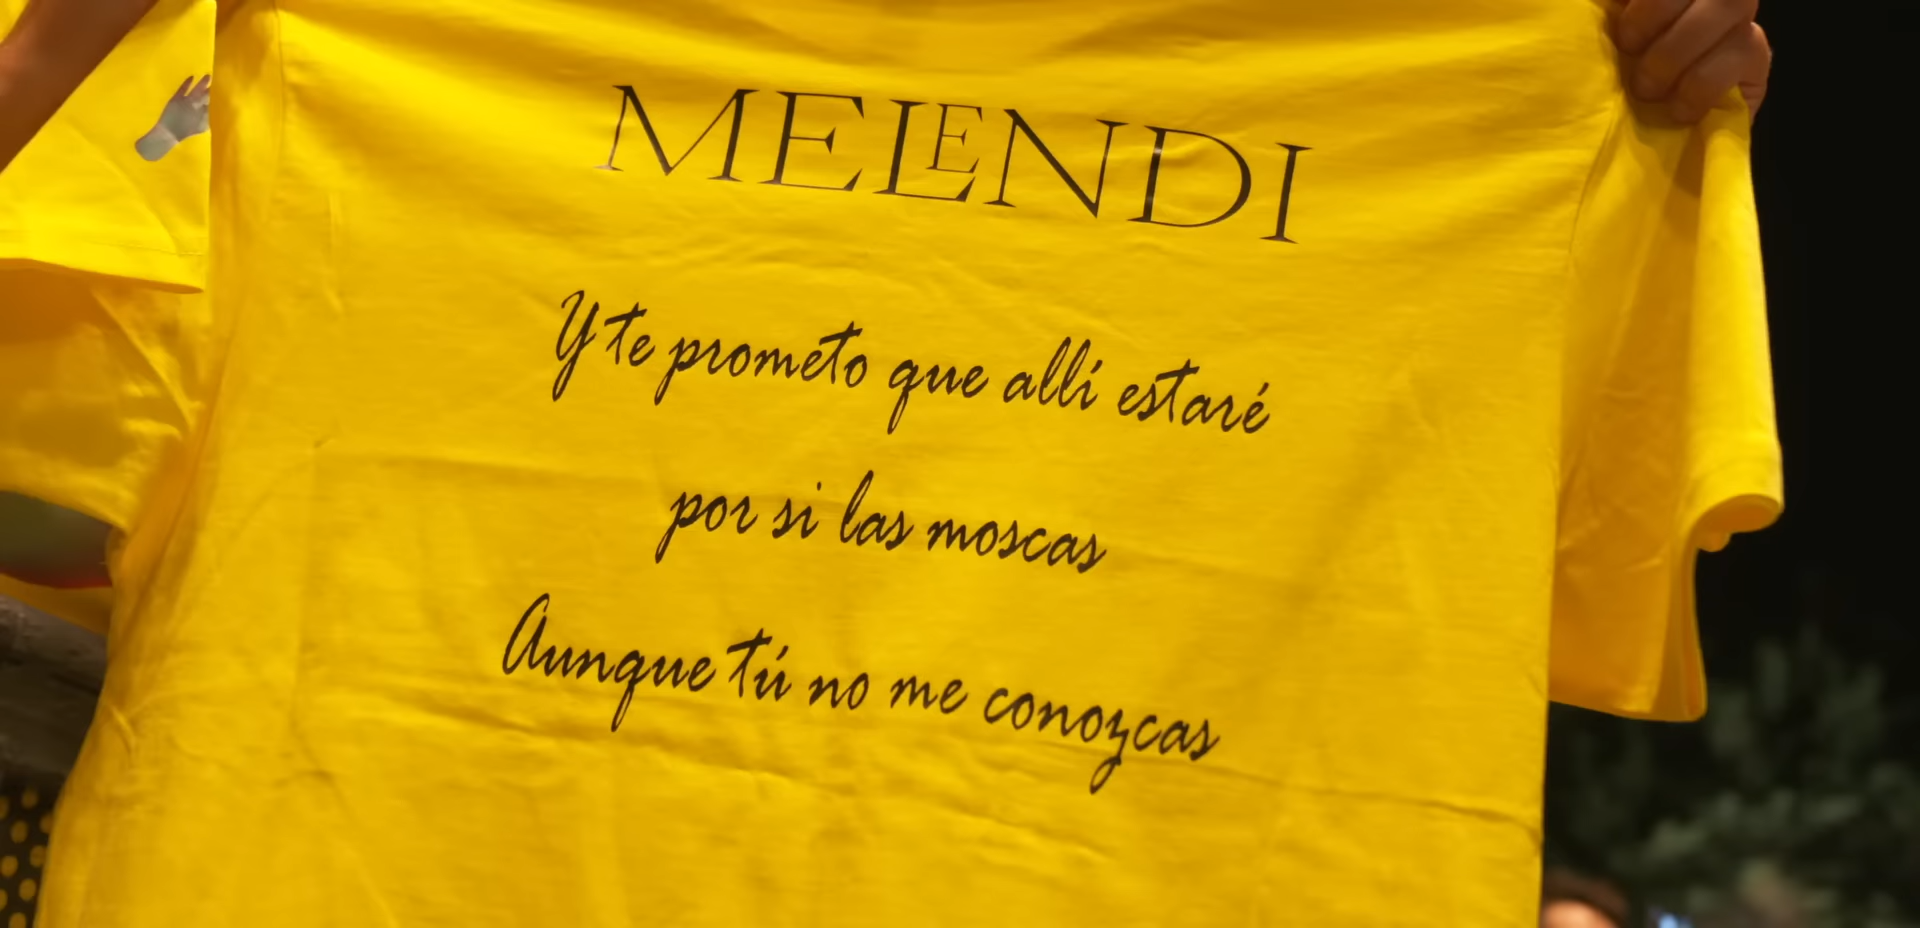 MELENDI
Y te prometo que allí estaré
por si las moscas
Aunque tú no me conozcas